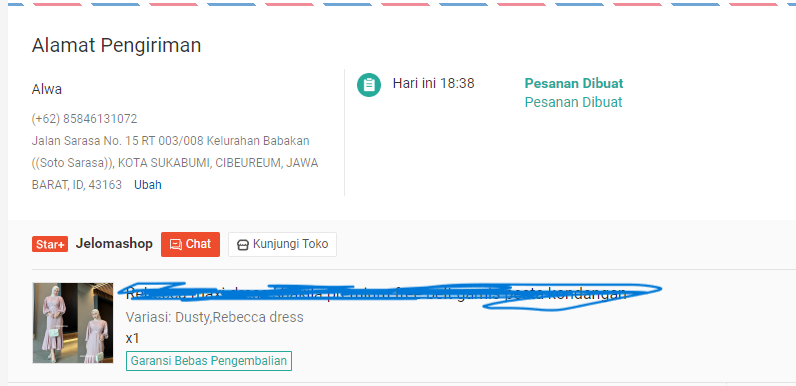 Alamat Pengiriman
Alwa
(+62) 85846131072
Jalan Sarasa No. 15 RT 003/008 Kelurahan Babakan
((Soto Sarasa)), KOTA SUKABUMI, CIBEUREUM, JAWA
BARAT, ID, 43163 Ubah
Hari ini 18:38
Pesanan Dibuat
Pesanan Dibuat
Star+ Jelomashop Chat Kunjungi Toko
pesta kondangan
Variasi: Dusty,Rebecca dress
x1
Garansi Bebas Pengembalian